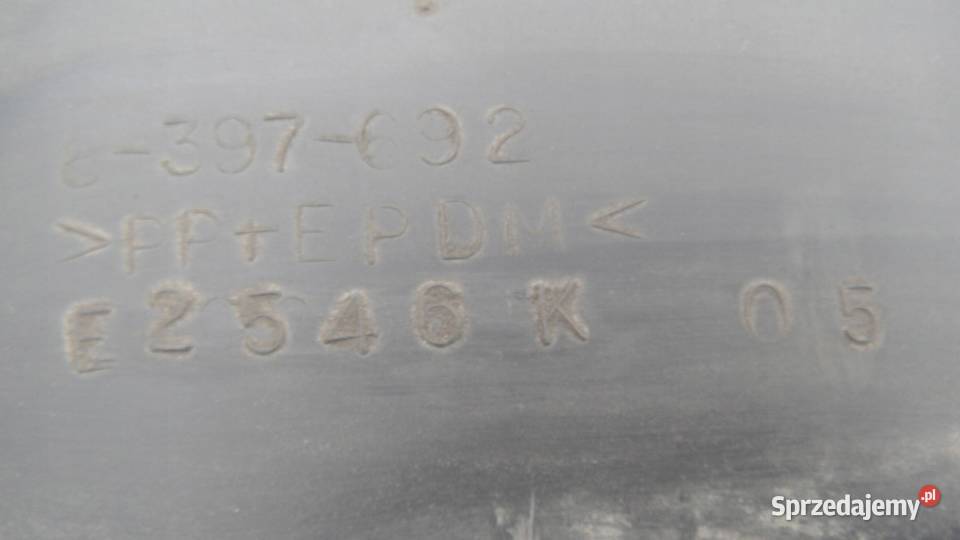 6-397-692
>PP+EPDM<
E2546K 05
Sprzedajemy.pl